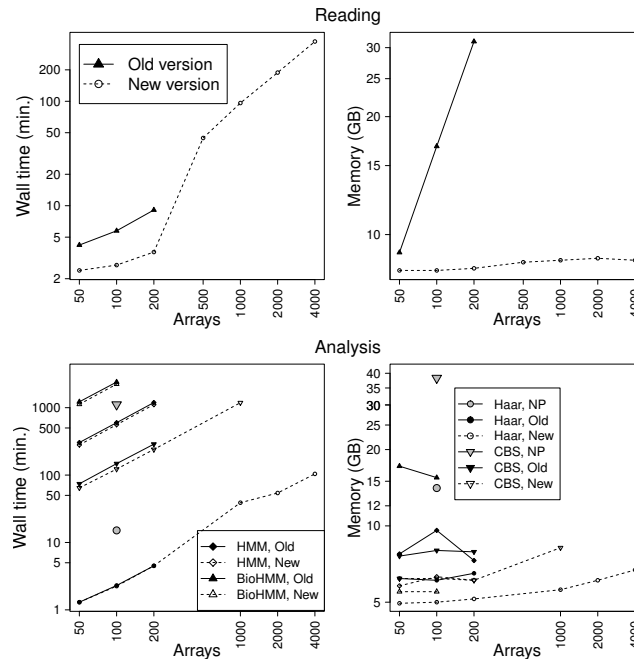 Reading
Wall time (min.)
200
100
50
20
10
5
2
Old version
New version
50
100
200
500
1000
2000
4000
Arrays
Memory (GB)
30
25
20
15
10
50
100
200
500
1000
2000
4000
Arrays
Analysis
Wall time (min.)
1000
500
100
50
10
5
1
HMM, Old
HMM, New
BioHMM, Old
BioHMM, New
50
100
200
500
1000
2000
4000
Arrays
Memory (GB)
40
35
30
25
20
15
10
5
Haar, NP
Haar, Old
Haar, New
CBS, NP
CBS, Old
CBS, New
50
100
200
500
1000
2000
4000
Arrays